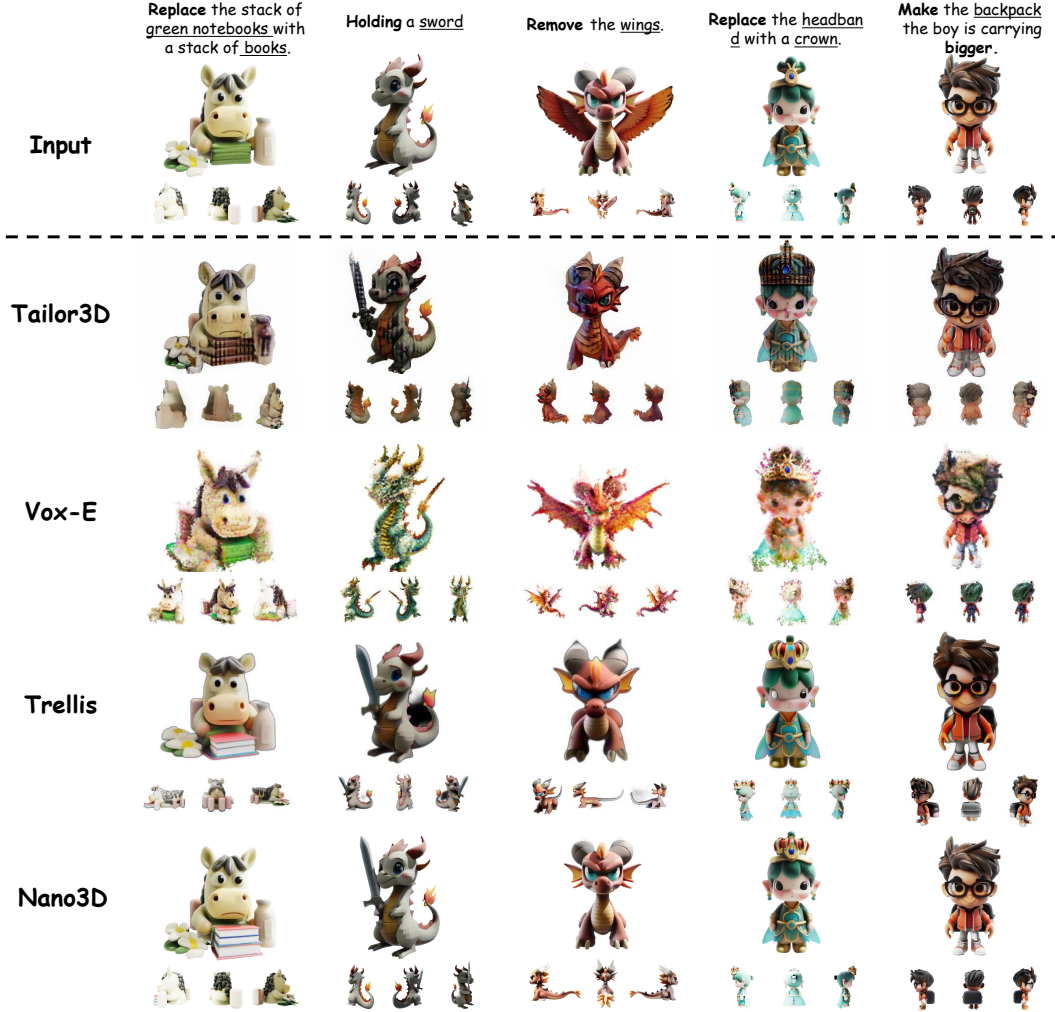 Replace the stack of
green notebooks with
a stack of books.
Holding a sword
Remove the wings.
Replace the headban
d with a crown.
Make the backpack
the boy is carrying
bigger.
Input
Tailor3D
Vox-E
Trellis
Nano3D